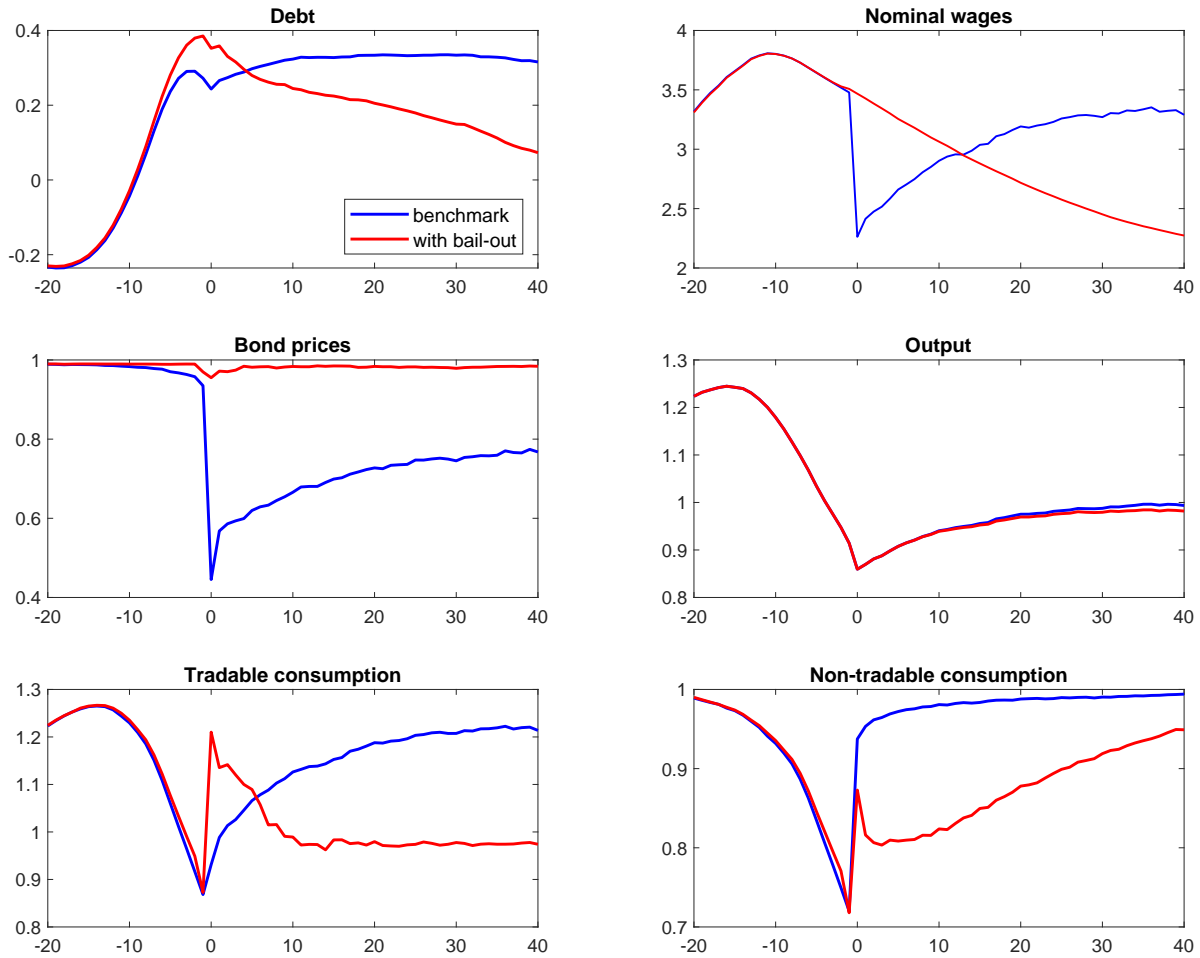 Debt
0.4
0.2
0
-0.2
-20 -10 0 10 20 30 40
benchmark
with bail-out
Nominal wages
4
3.5
3
2.5
2
-20 -10 0 10 20 30 40
Bond prices
1
0.8
0.6
0.4
-20 -10 0 10 20 30 40
Output
1.3
1.2
1.1
1
0.9
0.8
-20 -10 0 10 20 30 40
Tradable consumption
1.3
1.2
1.1
1
0.9
0.8
-20 -10 0 10 20 30 40
Non-tradable consumption
1
0.9
0.8
0.7
-20 -10 0 10 20 30 40